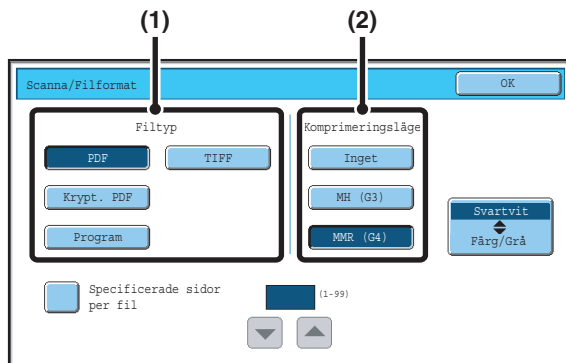 (1) (2)
Scanna/Filformat OK
Filtyp Komprimeringsläge
PDF TIFF Inget
Krypt. PDF MH (G3)
Svartvit
Program MMR (G4) Färg/Grå
Specificerade sidor (1-99)
per fil